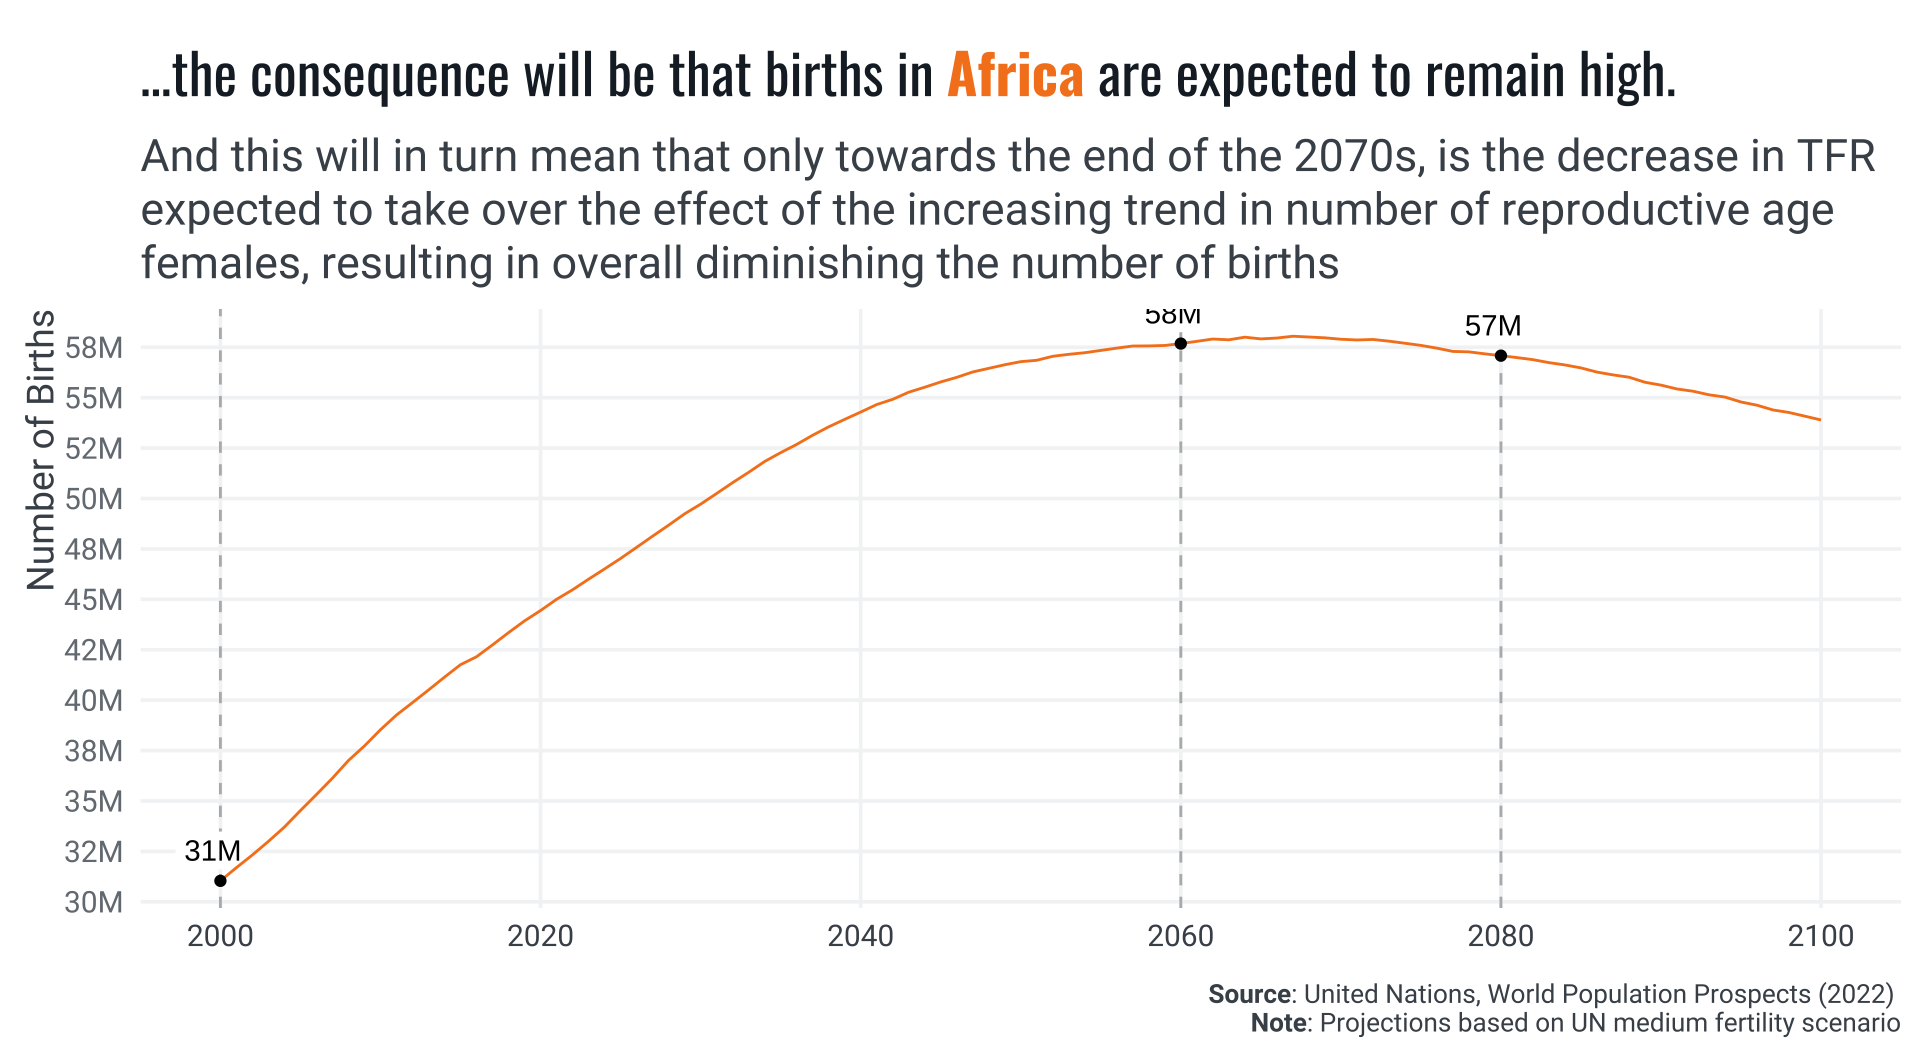 ...the consequence will be that births in Africa are expected to remain high.
And this will in turn mean that only towards the end of the 2070s, is the decrease in TFR
expected to take over the effect of the increasing trend in number of reproductive age
females, resulting in overall diminishing the number of births
Number of Births
58M
55M
52M
50M
48M
45M
42M
40M
38M
35M
32M
30M
31M
58M
57M
2000
2020
2040
2060
2080
2100
Source: United Nations, World Population Prospects (2022)
Note: Projections based on UN medium fertility scenario